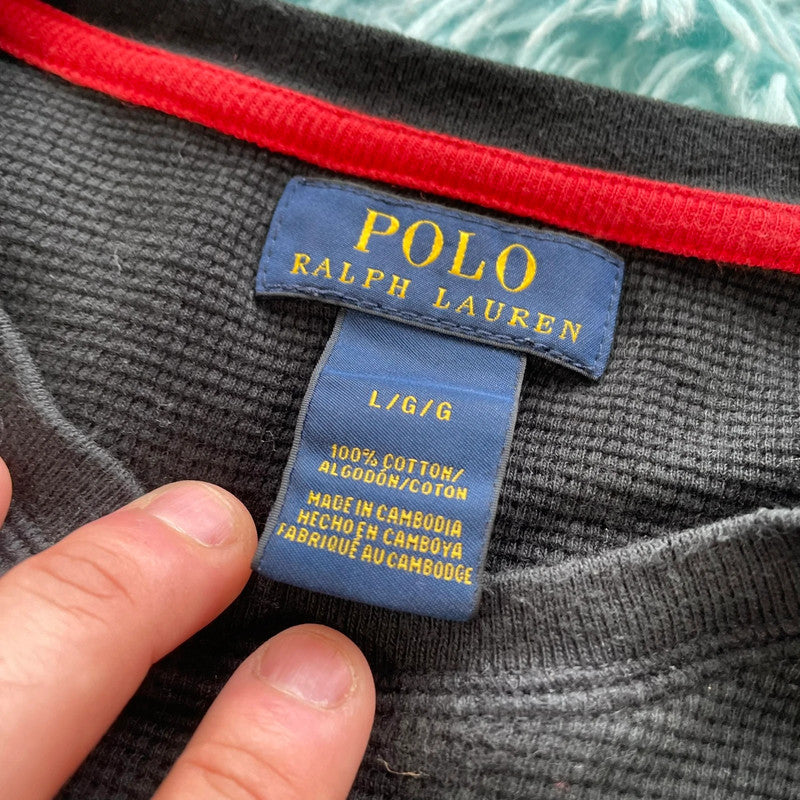 POLO
RALPH LAUREN
L/G/G
100% COTTON/
ALGODÓN/COTON
MADE IN CAMBODIA
HECHO EN CAMBOYA
FABRIQUÉ AU CAMBODGE